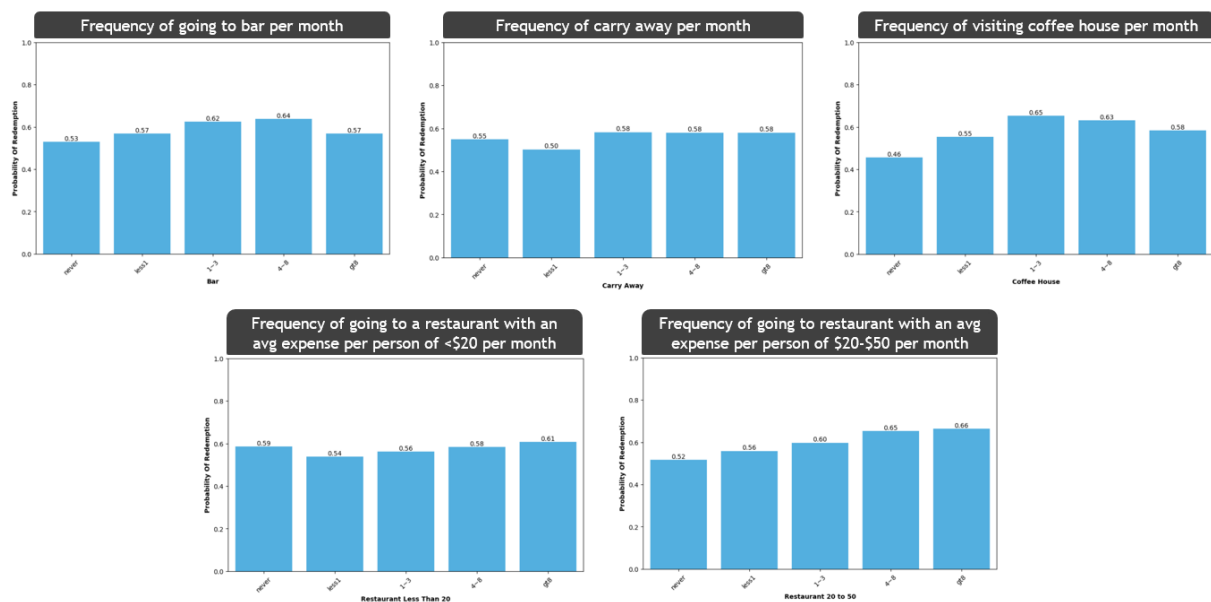 Frequency of going to bar per month
1.0
0.8
0.6
0.4
0.2
0.0
Probability Of Redemption
0.53
0.57
0.62
0.64
0.57
never
less1
1~3
4~8
gt8
Bar
Frequency of carry away per month
1.0
0.8
0.6
0.4
0.2
0.0
Probability Of Redemption
0.55
0.50
0.58
0.58
0.58
never
less1
1~3
4~8
gt8
Carry Away
Frequency of visiting coffee house per month
1.0
0.8
0.6
0.4
0.2
0.0
Probability Of Redemption
0.46
0.55
0.65
0.63
0.58
never
less1
1~3
4~8
gt8
Coffee House
Frequency of going to a restaurant with an
avg expense per person of <$20 per month
1.0
0.8
0.6
0.4
0.2
0.0
Probability Of Redemption
0.59
0.54
0.56
0.58
0.61
never
less1
1~3
4~8
gt8
Restaurant Less Than 20
Frequency of going to restaurant with an avg
expense per person of $20-$50 per month
1.0
0.8
0.6
0.4
0.2
0.0
Probability Of Redemption
0.52
0.56
0.60
0.65
0.66
never
less1
1~3
4~8
gt8
Restaurant 20 to 50